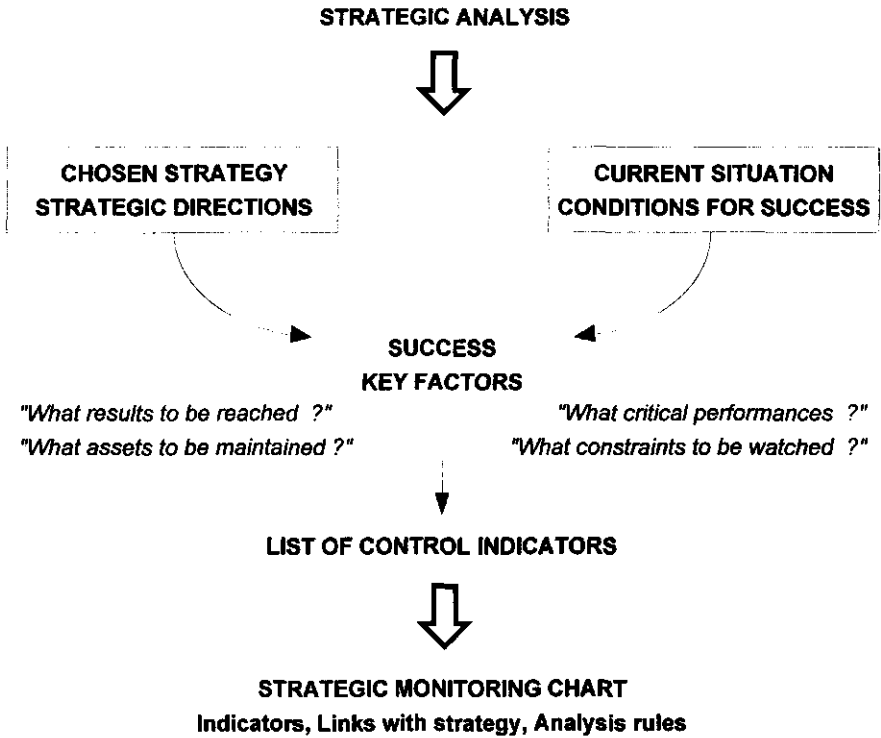 STRATEGIC ANALYSIS
CHOSEN STRATEGY
STRATEGIC DIRECTIONS
CURRENT SITUATION
CONDITIONS FOR SUCCESS
SUCCESS
KEY FACTORS
"What results to be reached ?"
"What assets to be maintained ?"
"What critical performances ?"
"What constraints to be watched ?"
LIST OF CONTROL INDICATORS
STRATEGIC MONITORING CHART
Indicators, Links with strategy, Analysis rules